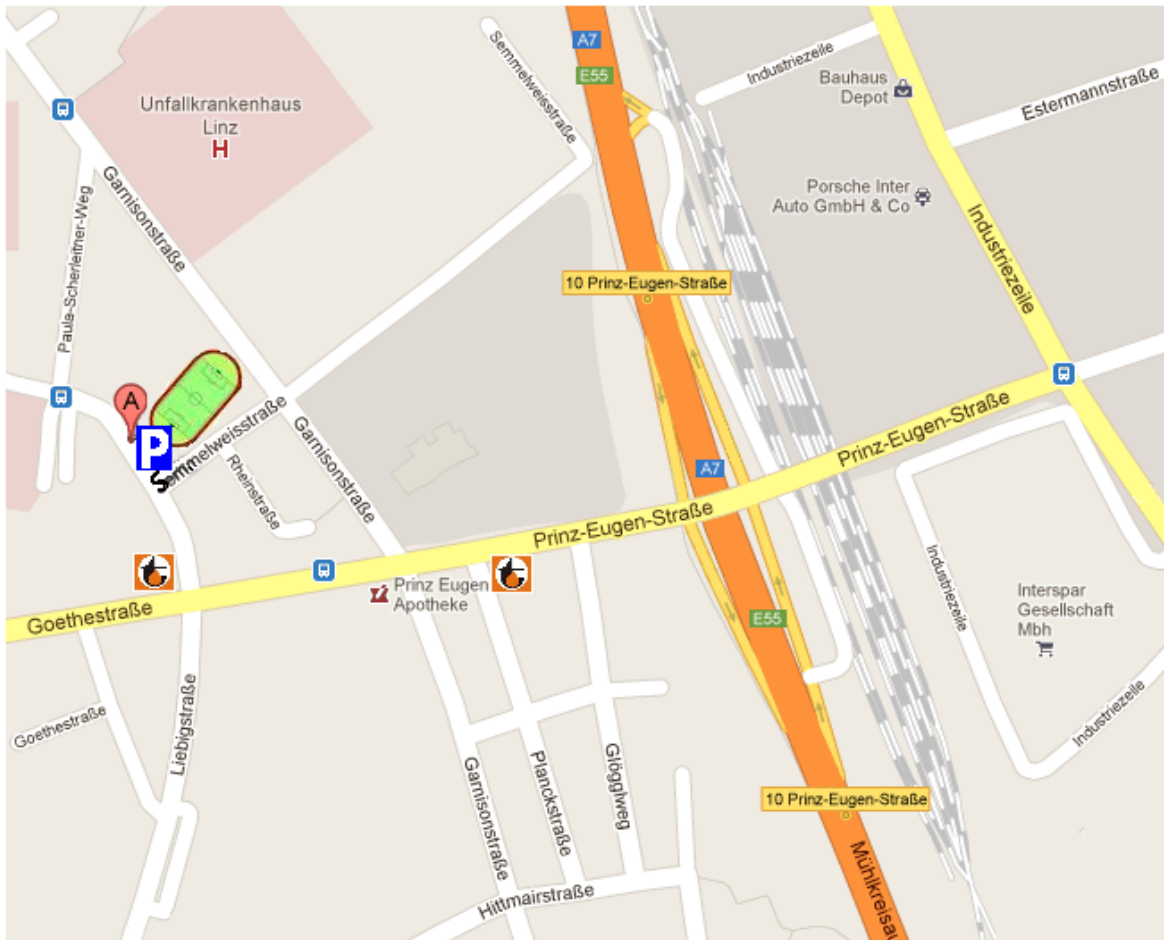 A7
E55
Semmelweisstraße
Industriezeile
Bauhaus
Depot
Estermannstraße
Unfallkrankenhaus
Linz
H
Garnisonstraße
Paula-Scherleitner-Weg
Porsche Inter
Auto GmbH & Co
Industriezeile
10 Prinz-Eugen-Straße
A
P
Semmelweisstraße
Garnisonstraße
Rheinstraße
Prinz-Eugen-Straße
A7
Prinz-Eugen-Straße
Prinz Eugen
Apotheke
Goethestraße
E55
Industriezeile
Interspar
Gesellschaft
Mbh
Goethestraße
Liebigstraße
Garnisonstraße
Planckstraße
Glögglweg
Industriezeile
10 Prinz-Eugen-Straße
Hittmairstraße
Mühlkreisau